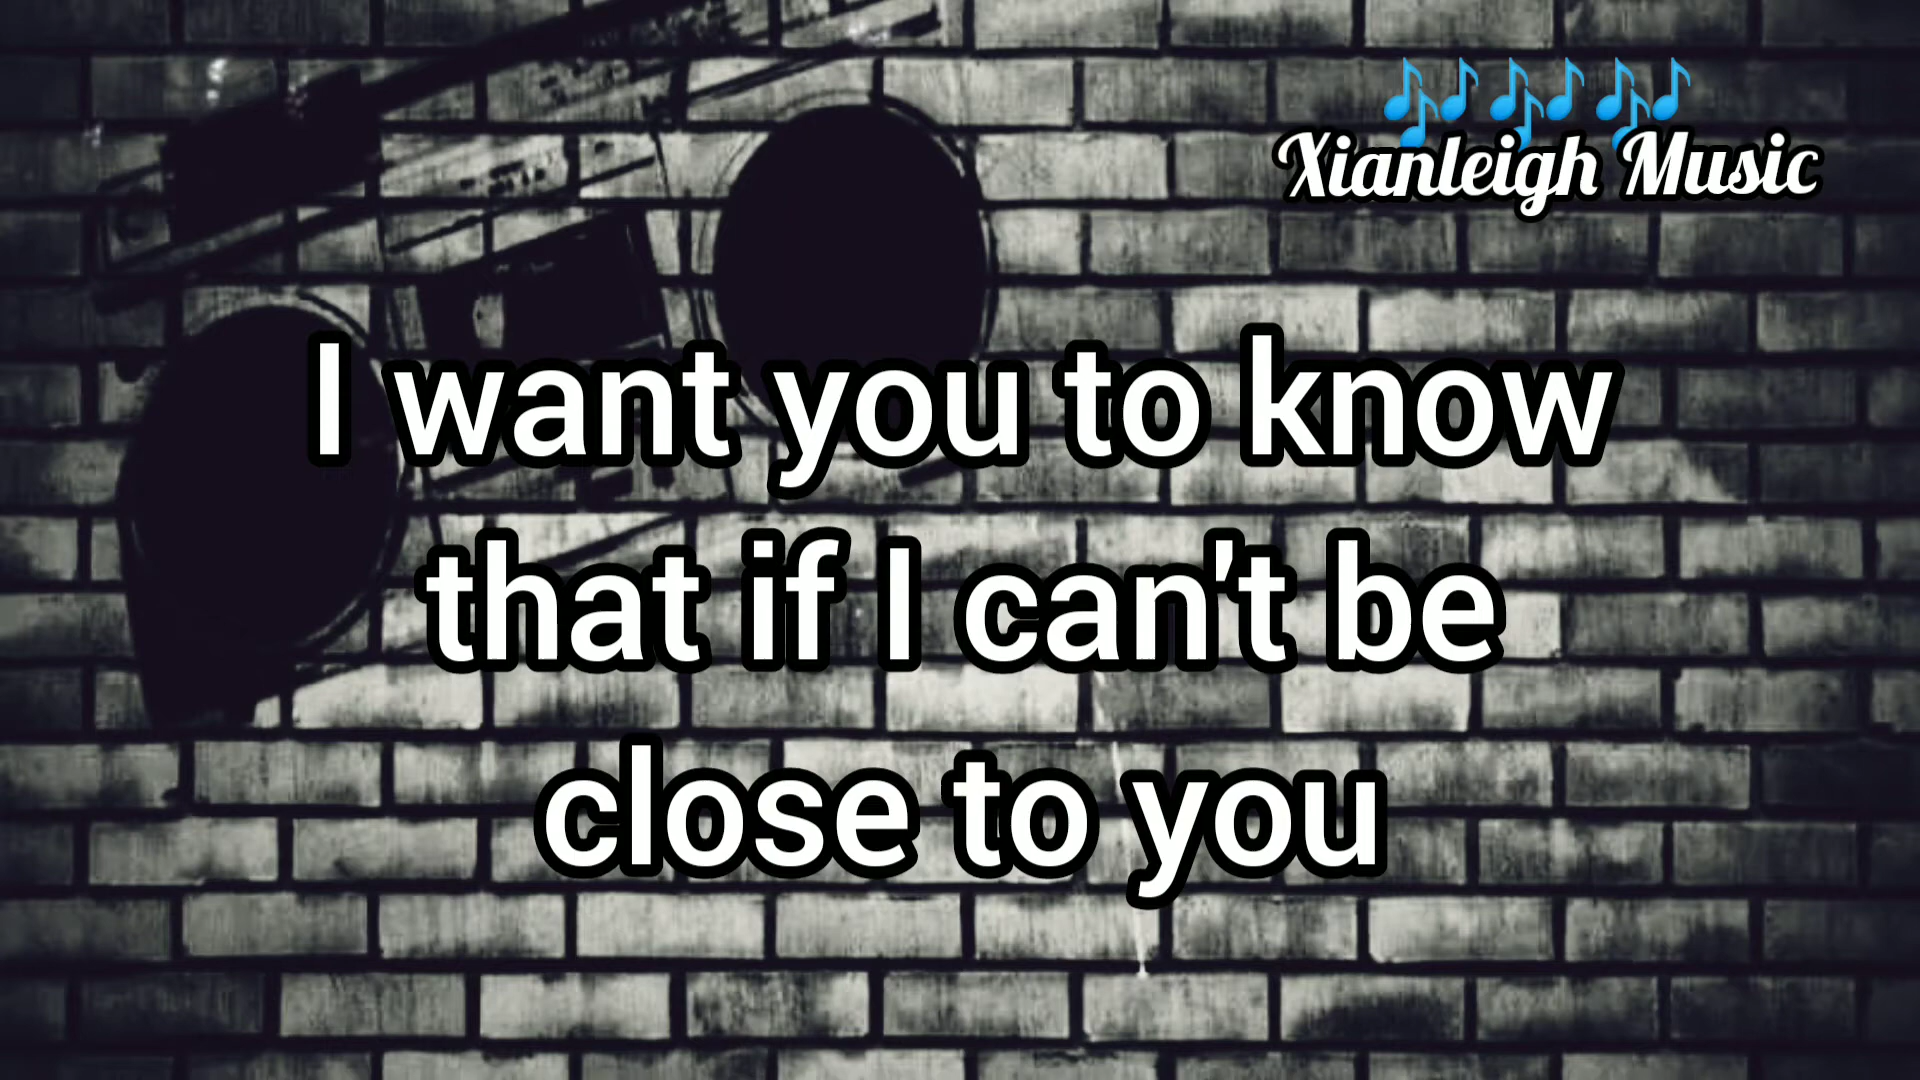 🎵🎵🎵
Xianleigh Music
I want you to know
that if I can't be
close to you